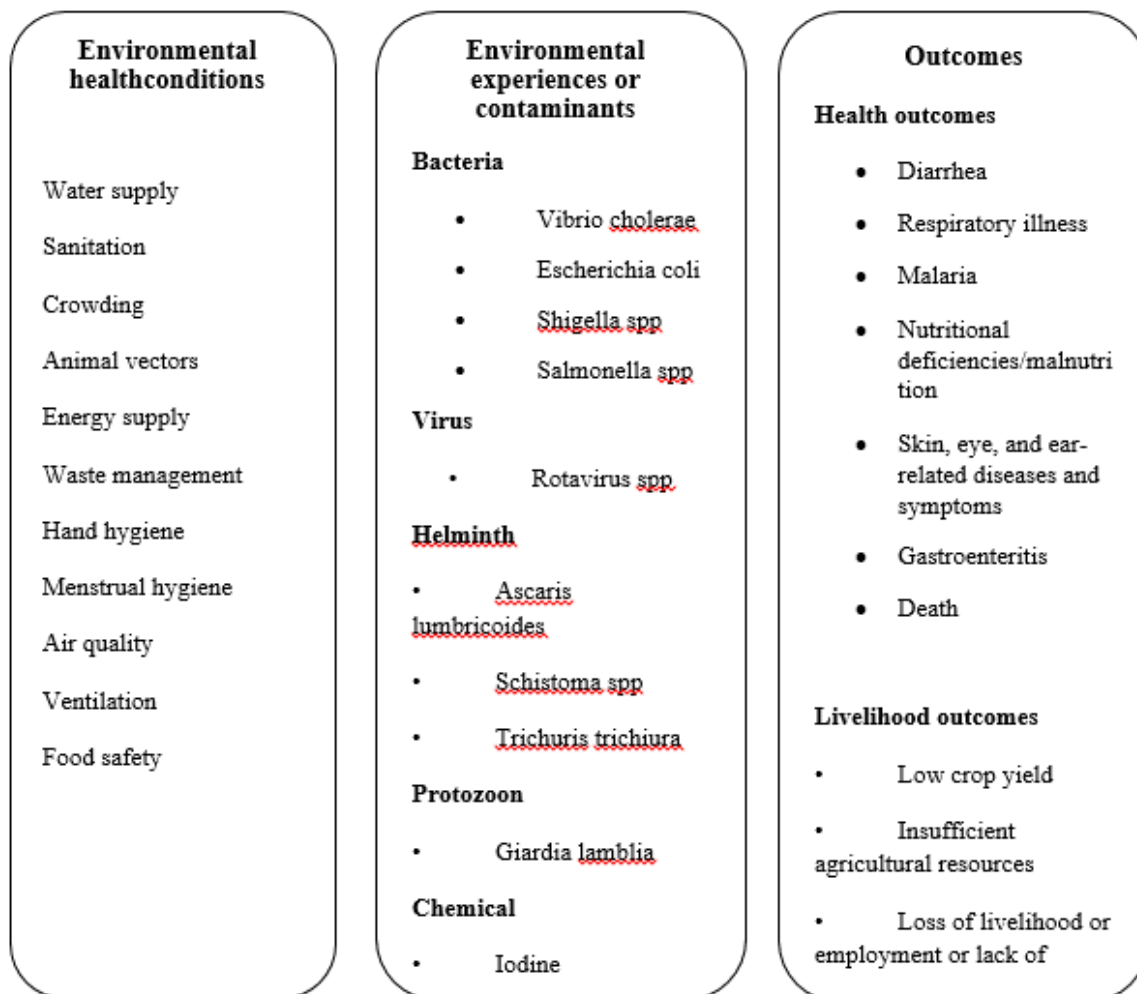 Environmental
healthconditions
Water supply
Sanitation
Crowding
Animal vectors
Energy supply
Waste management
Hand hygiene
Menstrual hygiene
Air quality
Ventilation
Food safety
Environmental
experiences or
contaminants
Bacteria
• Vibrio cholerae
• Escherichia coli
• Shigella spp
• Salmonella spp
Virus
• Rotavirus spp
Helminth
• Ascaris
lumbricoides
• Schistoma spp
• Trichuris trichiura
Protozoon
• Giardia lamblia
Chemical
• Iodine
Outcomes
Health outcomes
● Diarrhea
● Respiratory illness
● Malaria
● Nutritional
deficiencies/malnutri
tion
● Skin, eye, and ear-
related diseases and
symptoms
● Gastroenteritis
● Death
Livelihood outcomes
• Low crop yield
• Insufficient
agricultural resources
• Loss of livelihood or
employment or lack of